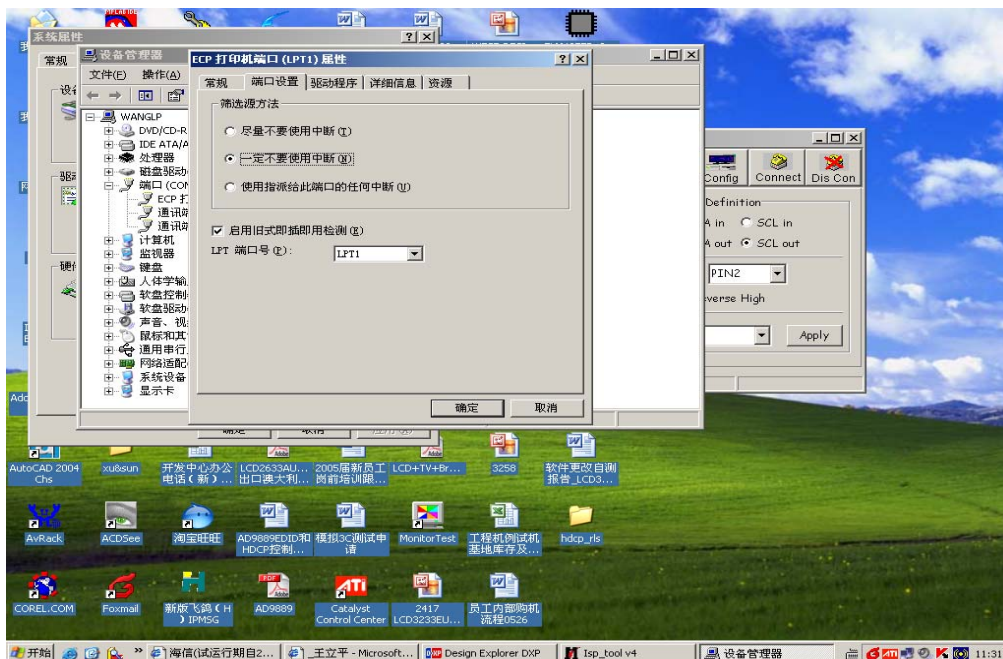 系统属性
设备管理器
ECP 打印机端口 (LPT1) 属性
常规
文件(F) 操作(A)
常规 端口设置 驱动程序 详细信息 资源
筛选源方法
尽量不要使用中断(T)
一定不要使用中断(N)
使用指派给此端口的任何中断(U)
启用旧式即插即用检测(E)
LPT 端口号(P):
LPT1
确定 取消
WANGLP
DVD/CD-R
IDE ATA/A
处理器
磁盘驱动
端口 (CO
ECP 打
通讯
通讯
计算机
监视器
键盘
人体学输
软盘控制
软盘驱动
声音、视
鼠标和其
通用串行
网络适配
系统设备
显示卡
Config Connect Dis Con
Definition
A in SCL in
A out SCL out
PIN2
verse High
Apply
AutoCAD 2004
Chs
xu&sun
开发中心办公
电话(新)...
LCD2633AU...
出口澳大利...
2005届新员工
岗前培训跟...
LCD+TV+Br...
3258
软件更改自测
报告_LCD3...
AvRack
ACDSee
淘宝旺旺
AD9889EDID和
HDCP控制...
模拟3C测试申
请
MonitorTest
工程机例试机
基地库存及...
hdcp_rls
COREL.COM
Foxmail
新版飞鸽(H
)IPMSG
AD9889
Catalyst
Control Center
2417
LCD3233EU...
员工内部购机
流程0526
开始
海信(试运行期自2...
_王立平 - Microsoft...
Design Explorer DXP
Isp_tool v4
设备管理器
11:31